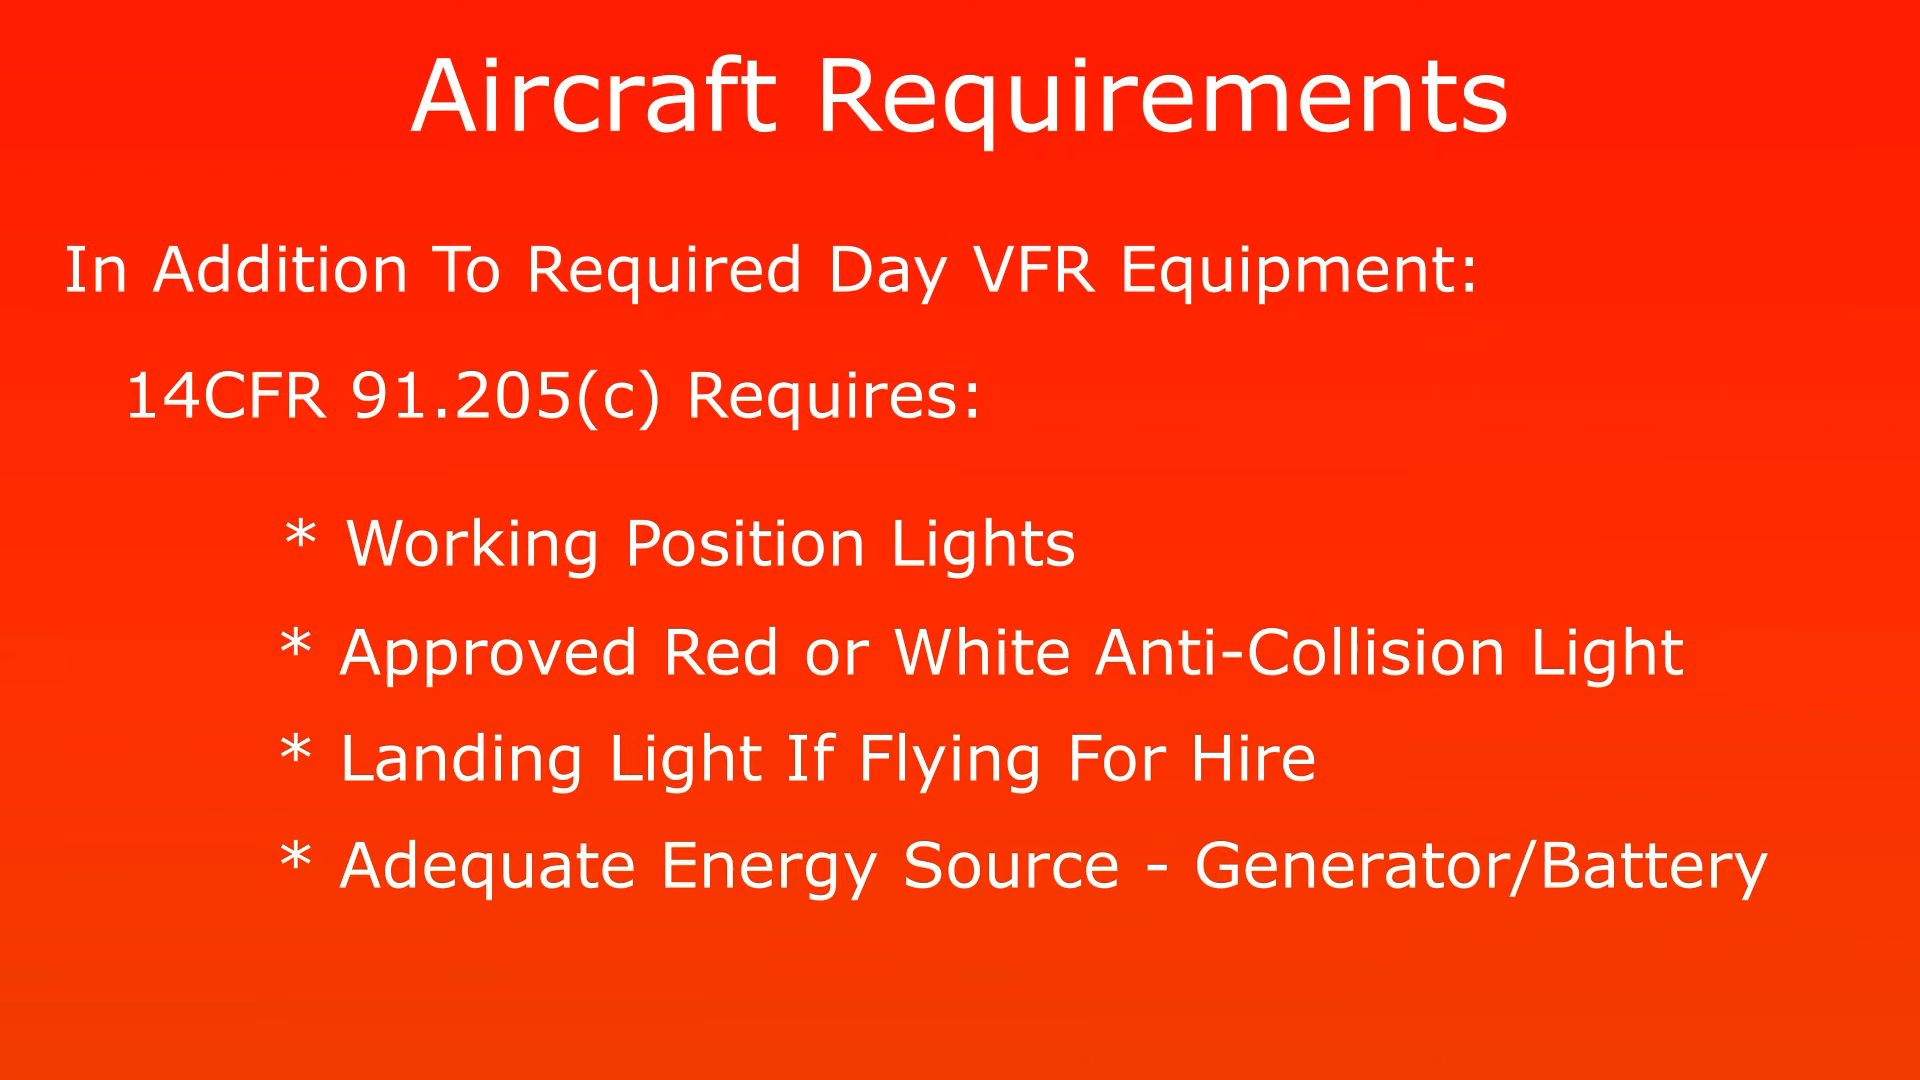 Aircraft Requirements
In Addition To Required Day VFR Equipment:
14CFR 91.205(c) Requires:
* Working Position Lights
* Approved Red or White Anti-Collision Light
* Landing Light If Flying For Hire
* Adequate Energy Source - Generator/Battery